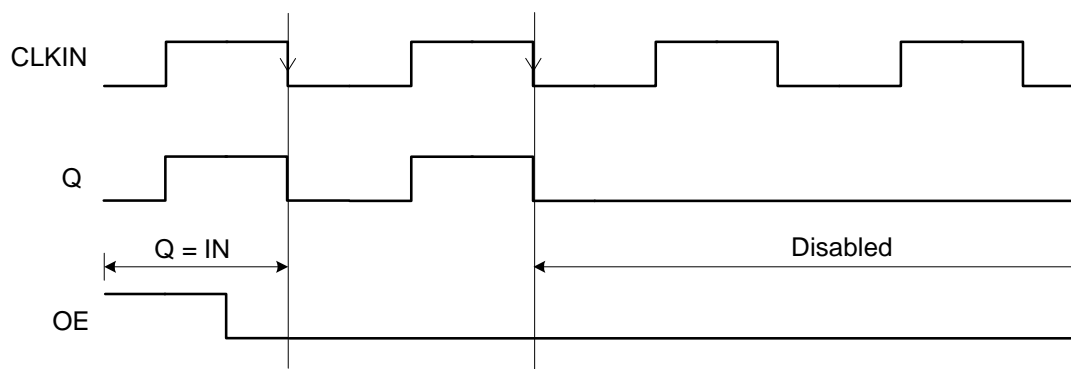 CLKIN
Q
Q = IN
Disabled
OE